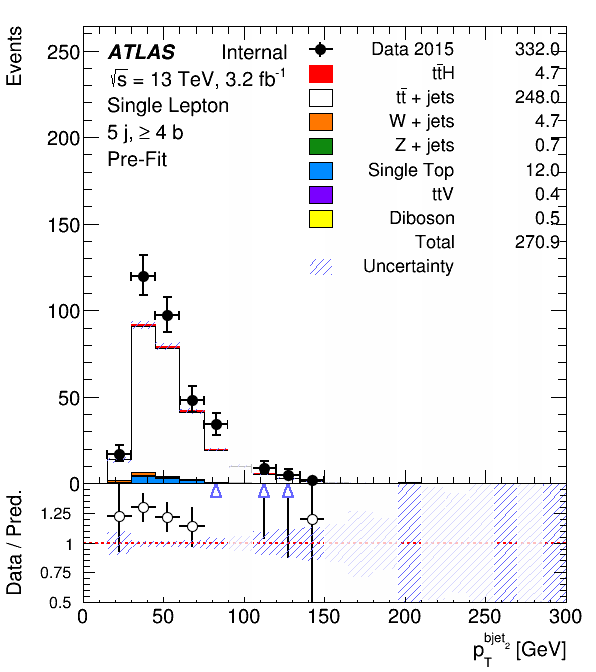 Events
250
200
150
100
50
0
ATLAS Internal
√s = 13 TeV, 3.2 fb⁻¹
Single Lepton
5 j, ≥ 4 b
Pre-Fit
Data 2015 332.0
tt̄H 4.7
tt̄ + jets 248.0
W + jets 4.7
Z + jets 0.7
Single Top 12.0
ttV 0.4
Diboson 0.5
Total 270.9
Uncertainty
Data / Pred.
1.25
1
0.75
0.5
0 50 100 150 200 250 300
p_T^bjet_2 [GeV]